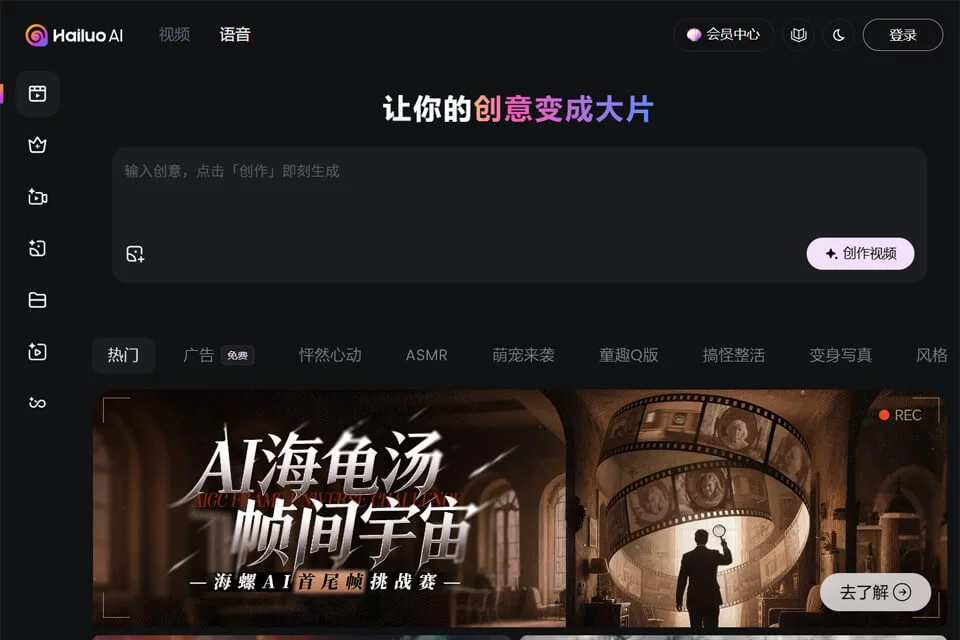 Hailuo AI
视频
语音
会员中心
登录
让你的创意变成大片
输入创意，点击「创作」即刻生成
创作视频
热门
广告 免费
怦然心动
ASMR
萌宠来袭
童趣Q版
搞怪整活
变身写真
风格
REC
AI海龟汤
AIGC FRAMES UNIVERSE CHALLENGE
帧间宇宙
—海螺AI首尾帧挑战赛—
去了解